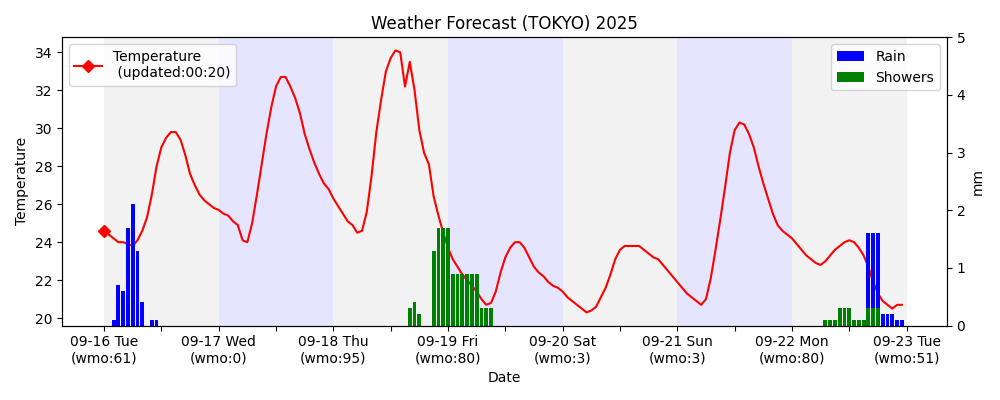 Weather Forecast (TOKYO) 2025
Temperature
(updated:00:20)
Rain
Showers
34
32
30
28
26
24
22
20
Temperature
5
4
3
2
1
0
mm
09-16 Tue
(wmo:61)
09-17 Wed
(wmo:0)
09-18 Thu
(wmo:95)
09-19 Fri
(wmo:80)
09-20 Sat
(wmo:3)
09-21 Sun
(wmo:3)
09-22 Mon
(wmo:80)
09-23 Tue
(wmo:51)
Date